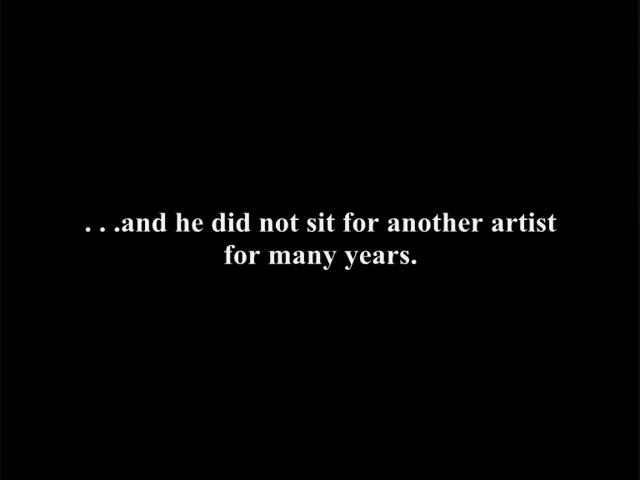 . . .and he did not sit for another artist
for many years.